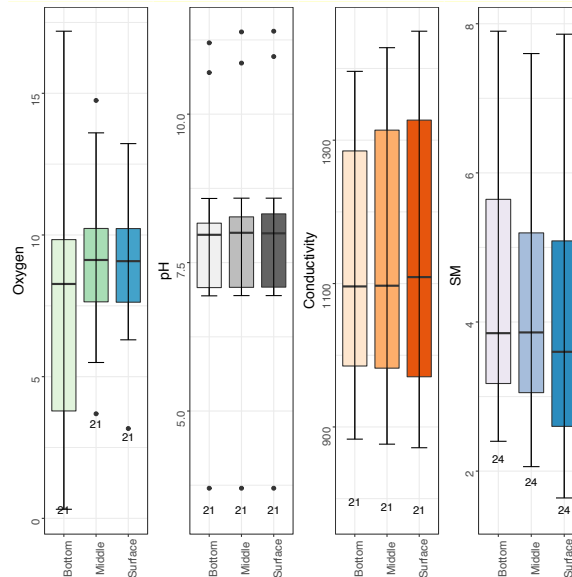 Oxygen
15
10
5
0
21
21
21
Bottom
Middle
Surface
pH
10.0
7.5
5.0
21
21
21
Bottom
Middle
Surface
Conductivity
1300
1100
900
21
21
21
Bottom
Middle
Surface
SM
8
6
4
2
24
24
24
Bottom
Middle
Surface